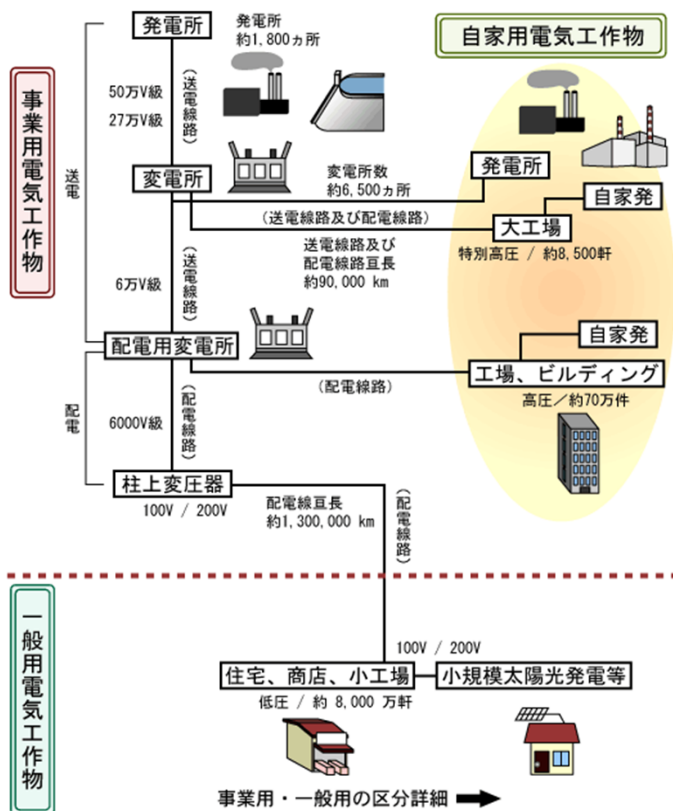 発電所
発電所
約1,800ヵ所
自家用電気工作物
事業用電気工作物
50万V級
27万V級
(送電線路)
送電
変電所
変電所数
約6,500ヵ所
発電所
自家発
(送電線路及び配電線路)
大工場
特別高圧 / 約8,500軒
送電線路及び
配電線路亘長
約90,000 km
6万V級
(送電線路)
配電用変電所
自家発
(配電線路)
工場、ビルディング
高圧／約70万件
配電
6000V級
(配電線路)
柱上変圧器
100V / 200V
配電線亘長
約1,300,000 km
(配電線路)
一般用電気工作物
100V / 200V
住宅、商店、小工場
小規模太陽光発電等
低圧 / 約 8,000 万軒
事業用・一般用の区分詳細